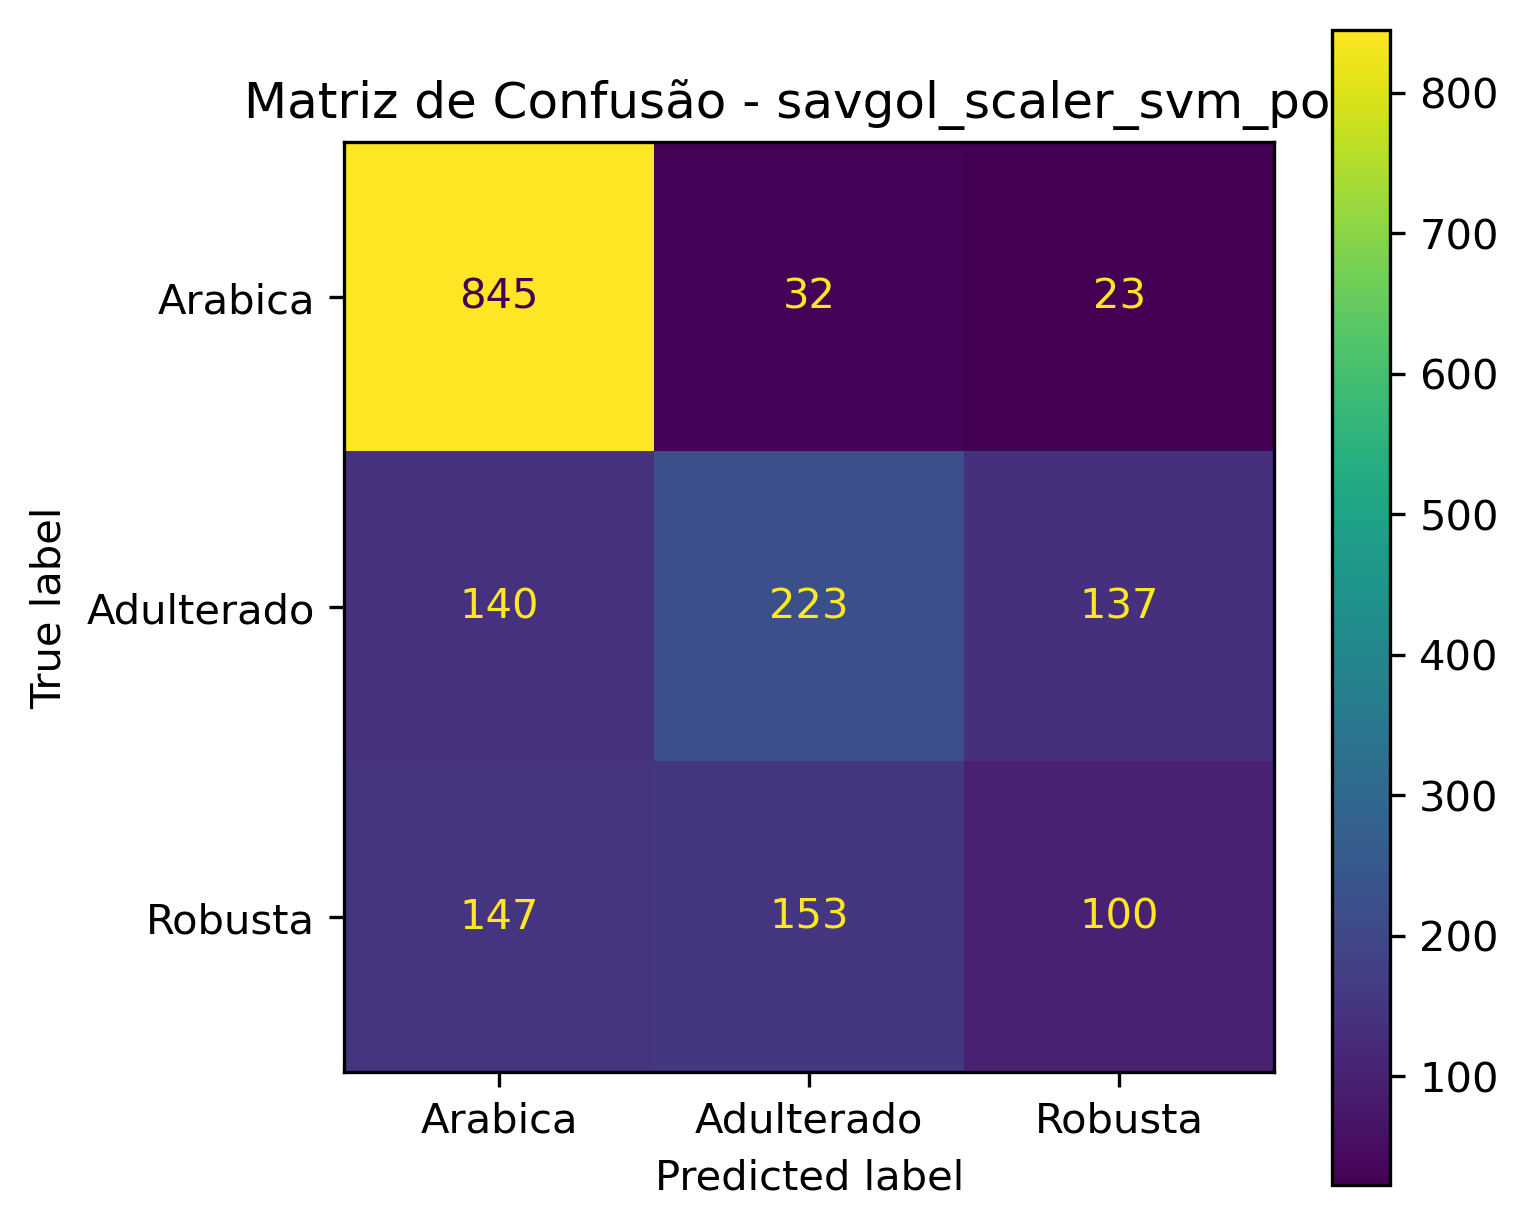 Matriz de Confusão - savgol_scaler_svm_po
True label
Arabica 845 32 23
Adulterado 140 223 137
Robusta 147 153 100
Arabica Adulterado Robusta
Predicted label
800
700
600
500
400
300
200
100